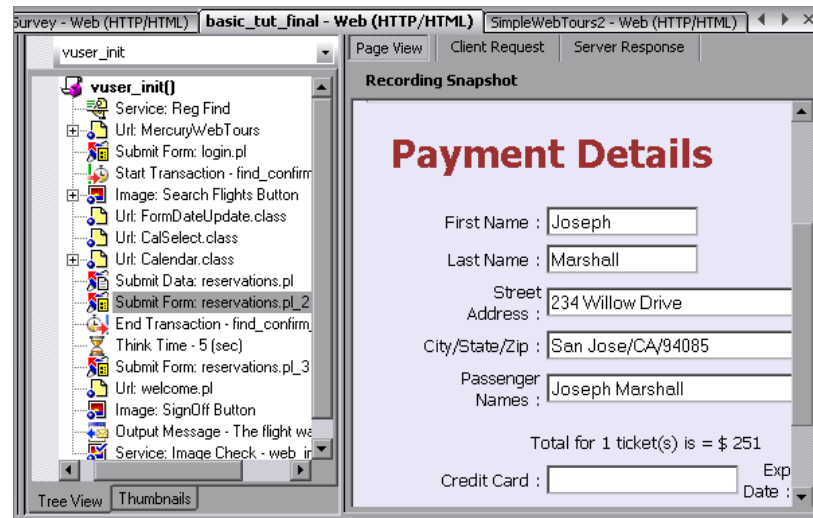 urvey - Web (HTTP/HTML) basic_tut_final - Web (HTTP/HTML) SimpleWebTours2 - Web (HTTP/HTML)
vuser_init
vuser_init()
Service: Reg Find
Url: MercuryWebTours
Submit Form: login.pl
Start Transaction - find_confirm
Image: Search Flights Button
Url: FormDateUpdate.class
Url: CalSelect.class
Url: Calendar.class
Submit Data: reservations.pl
Submit Form: reservations.pl_2
End Transaction - find_confirm_
Think Time - 5 (sec)
Submit Form: reservations.pl_3
Url: welcome.pl
Image: SignOff Button
Output Message - The flight wa
Service: Image Check - web_ir
Tree View Thumbnails
Page View Client Request Server Response
Recording Snapshot
Payment Details
First Name : Joseph
Last Name : Marshall
Street
Address : 234 Willow Drive
City/State/Zip : San Jose/CA/94085
Passenger
Names : Joseph Marshall
Total for 1 ticket(s) is = $ 251
Credit Card : Exp
Date :